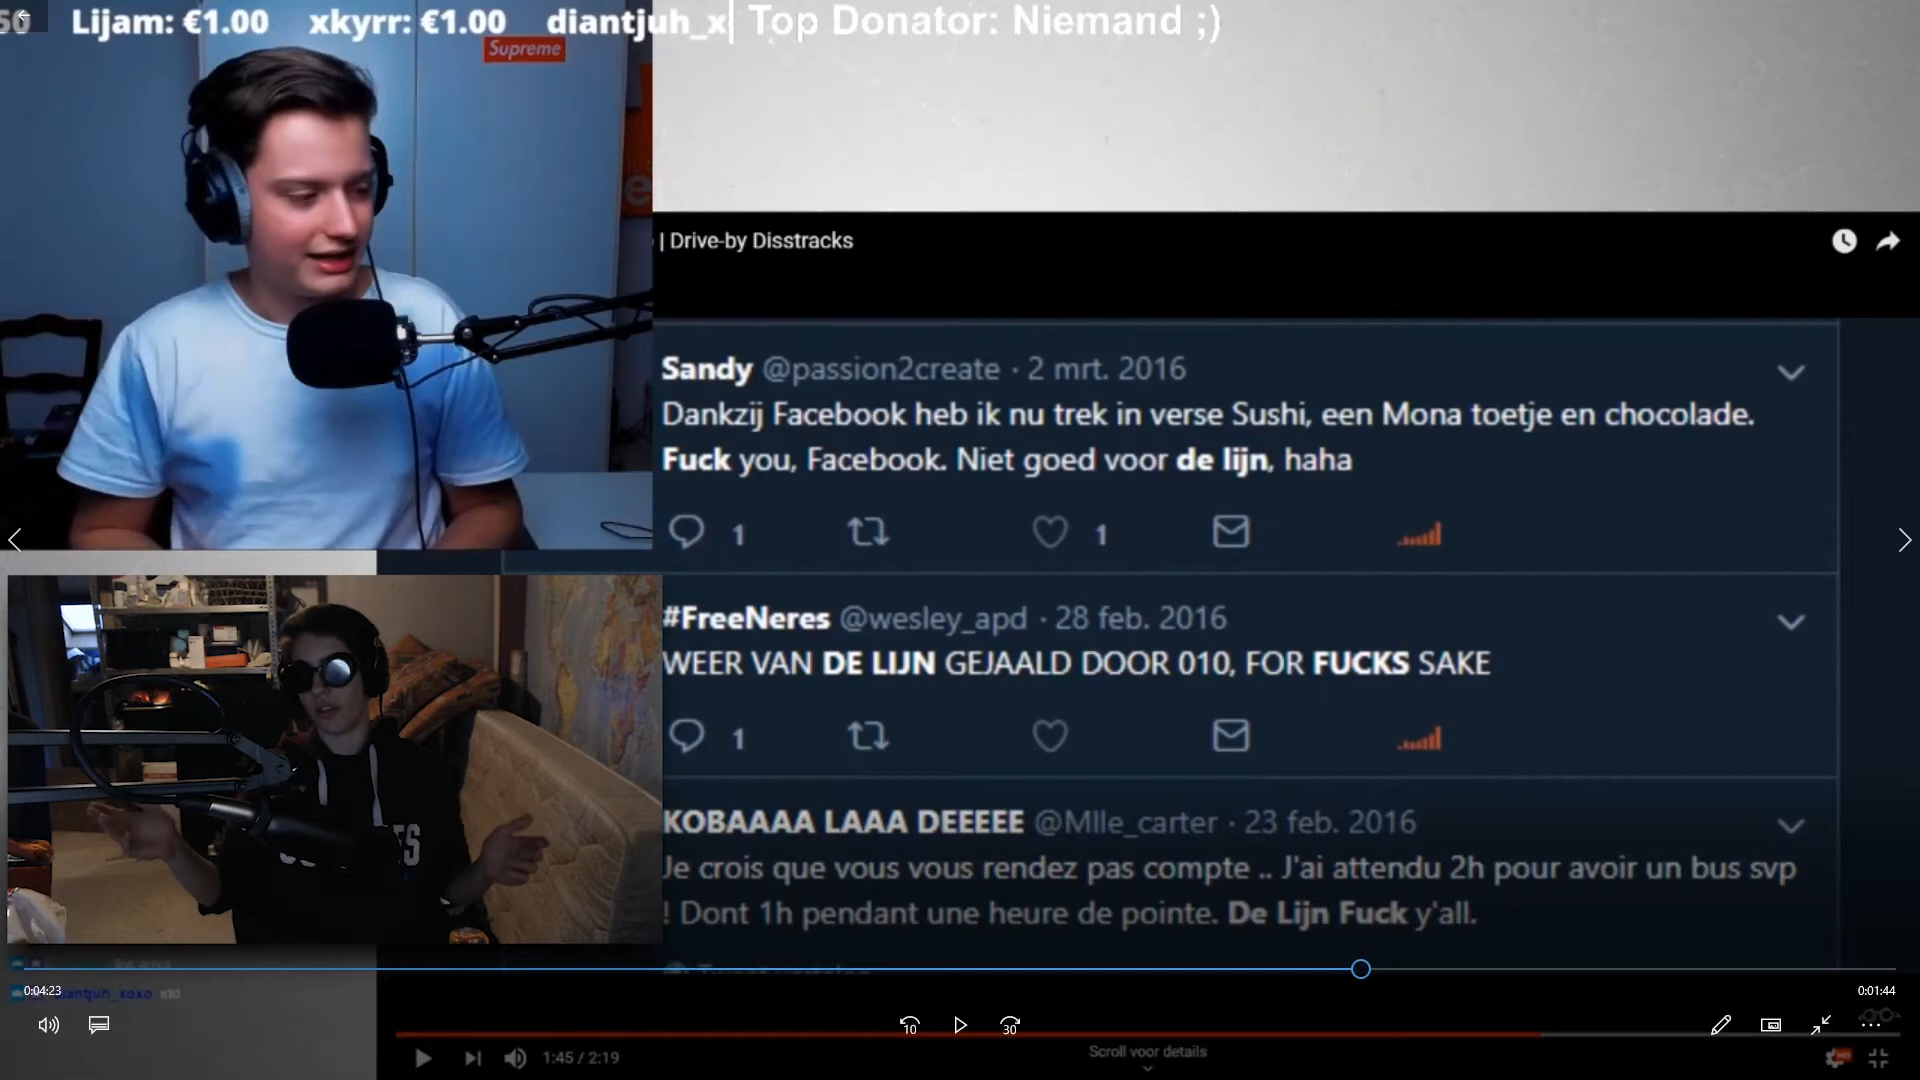 50 Lijam: €1.00 xkyrr: €1.00 diantjuh_x| Top Donator: Niemand ;)
Supreme
| Drive-by Disstracks
Sandy @passion2create · 2 mrt. 2016
Dankzij Facebook heb ik nu trek in verse Sushi, een Mona toetje en chocolade.
Fuck you, Facebook. Niet goed voor de lijn, haha
1 1
#FreeNeres @wesley_apd · 28 feb. 2016
WEER VAN DE LIJN GEJAALD DOOR 010, FOR FUCKS SAKE
1
KOBAAAA LAAA DEEEEE @Mlle_carter · 23 feb. 2016
Je crois que vous vous rendez pas compte .. J'ai attendu 2h pour avoir un bus svp
! Dont 1h pendant une heure de pointe. De Lijn Fuck y'all.
0:04:23
diantjuh_xoxo
0:01:44
10 30
1:45 / 2:19
Scroll voor details
HD